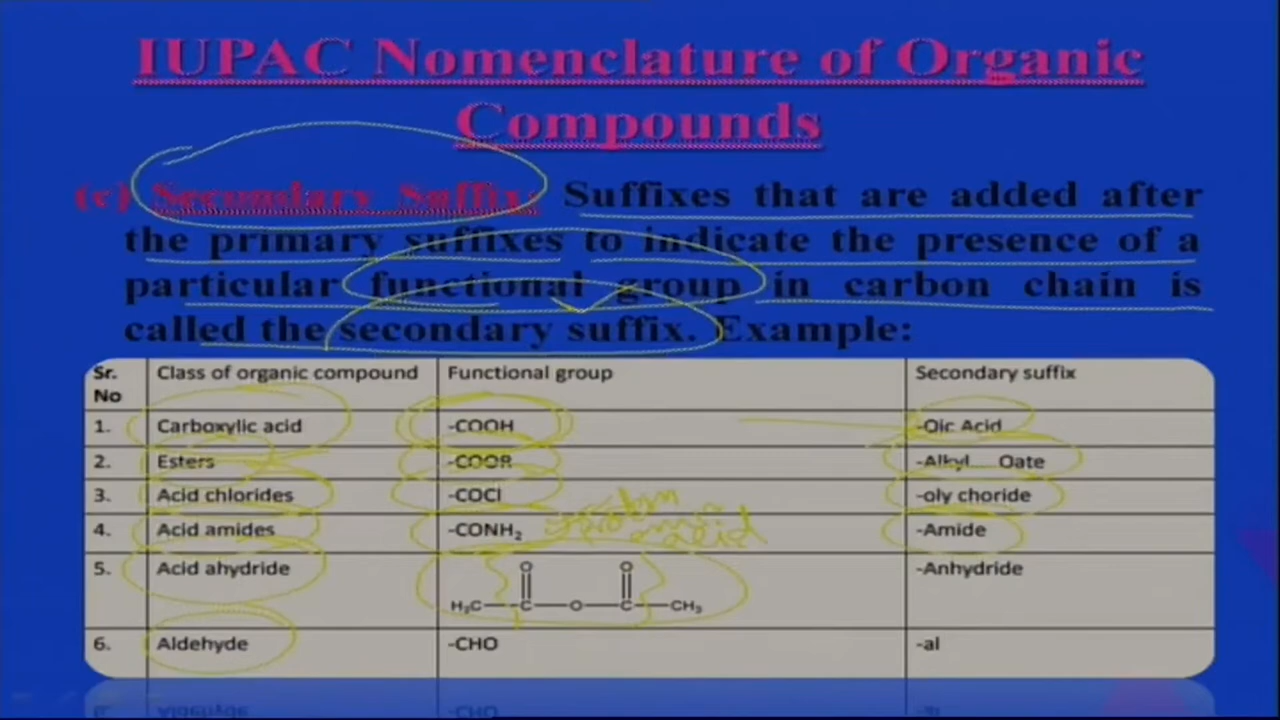 IUPAC Nomenclature of Organic
Compounds
(c) Secondary Suffix: Suffixes that are added after
the primary suffixes to indicate the presence of a
particular functional group in carbon chain is
called the secondary suffix. Example:
Sr. No Class of organic compound Functional group Secondary suffix
1. Carboxylic acid -COOH -Oic Acid
2. Esters -COOR -Alkyl.... Oate
3. Acid chlorides -COCl -oly choride
4. Acid amides -CONH₂ -Amide
5. Acid ahydride H₃C—C—O—C—CH₃ O O -Anhydride
6. Aldehyde -CHO -al